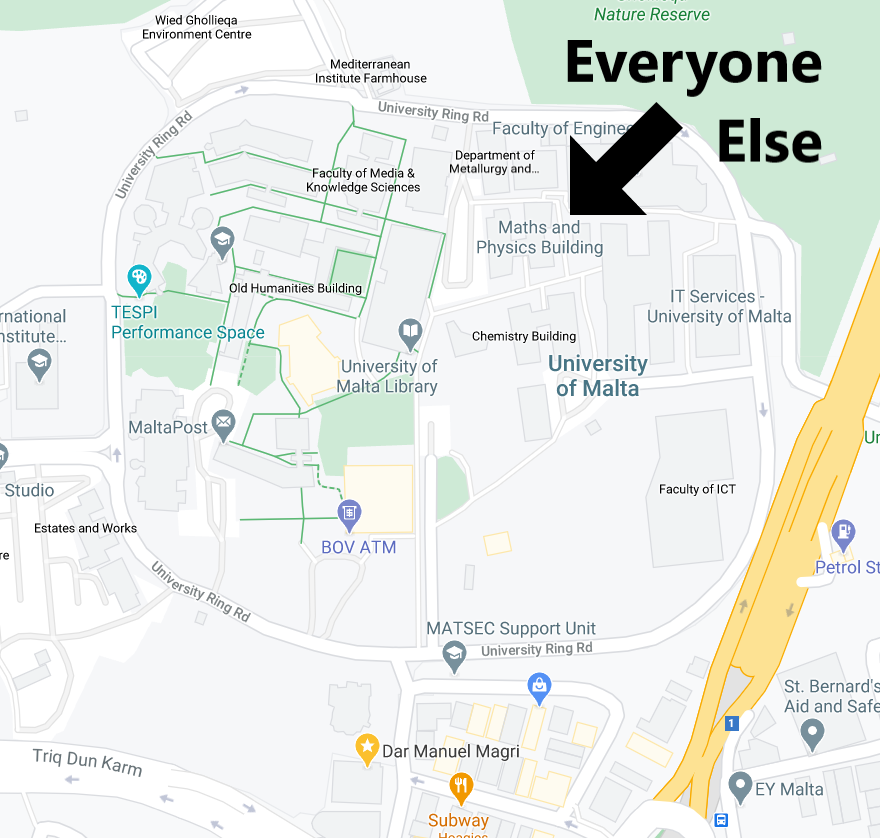 Nature Reserve
Wied Ghollieqa
Environment Centre
Everyone
Else
Mediterranean
Institute Farmhouse
University Ring Rd
University Ring Rd
Faculty of Enginee
Department of
Metallurgy and...
Faculty of Media &
Knowledge Sciences
Maths and
Physics Building
Old Humanities Building
TESPI
Performance Space
IT Services -
University of Malta
rnational
nstitute...
Chemistry Building
University of
Malta Library
University
of Malta
MaltaPost
Studio
Faculty of ICT
Estates and Works
re
BOV ATM
Petrol St
University Ring Rd
MATSEC Support Unit
University Ring Rd
St. Bernard's
Aid and Safe
1
Dar Manuel Magri
Triq Dun Karm
EY Malta
Subway